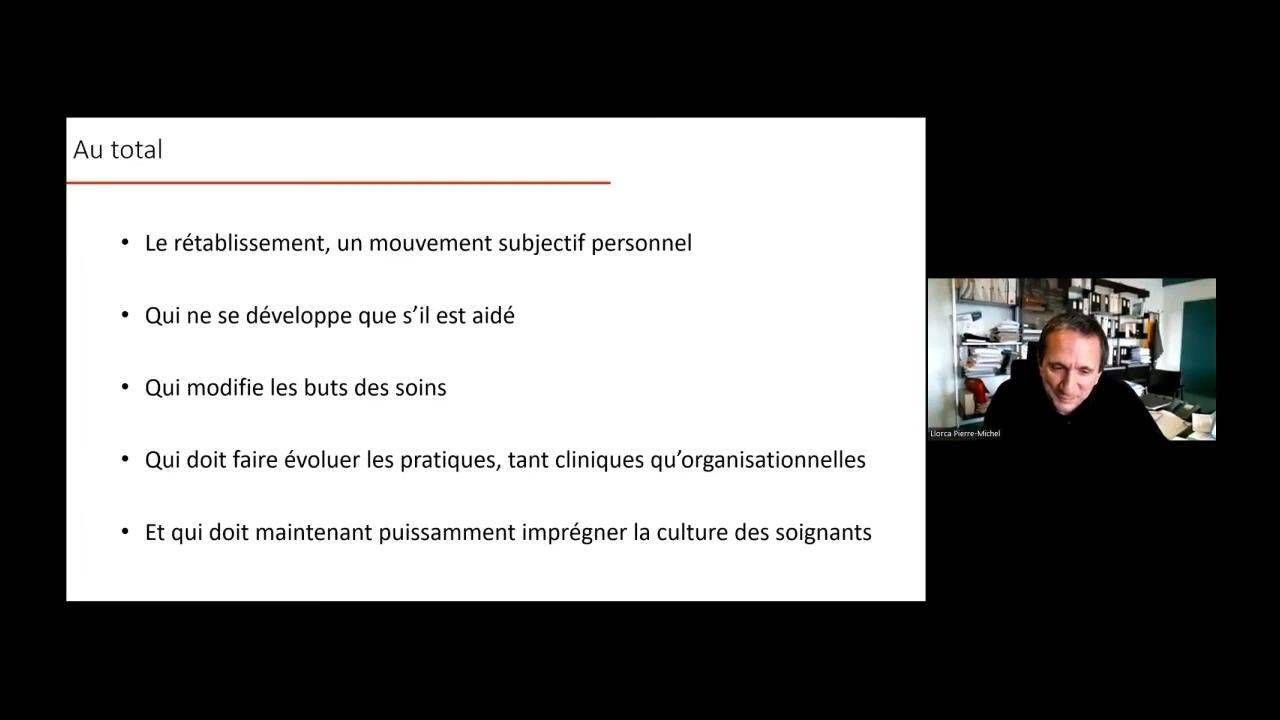 Au total
• Le rétablissement, un mouvement subjectif personnel
• Qui ne se développe que s’il est aidé
• Qui modifie les buts des soins
• Qui doit faire évoluer les pratiques, tant cliniques qu’organisationnelles
• Et qui doit maintenant puissamment imprégner la culture des soignants
Llorca Pierre-Michel